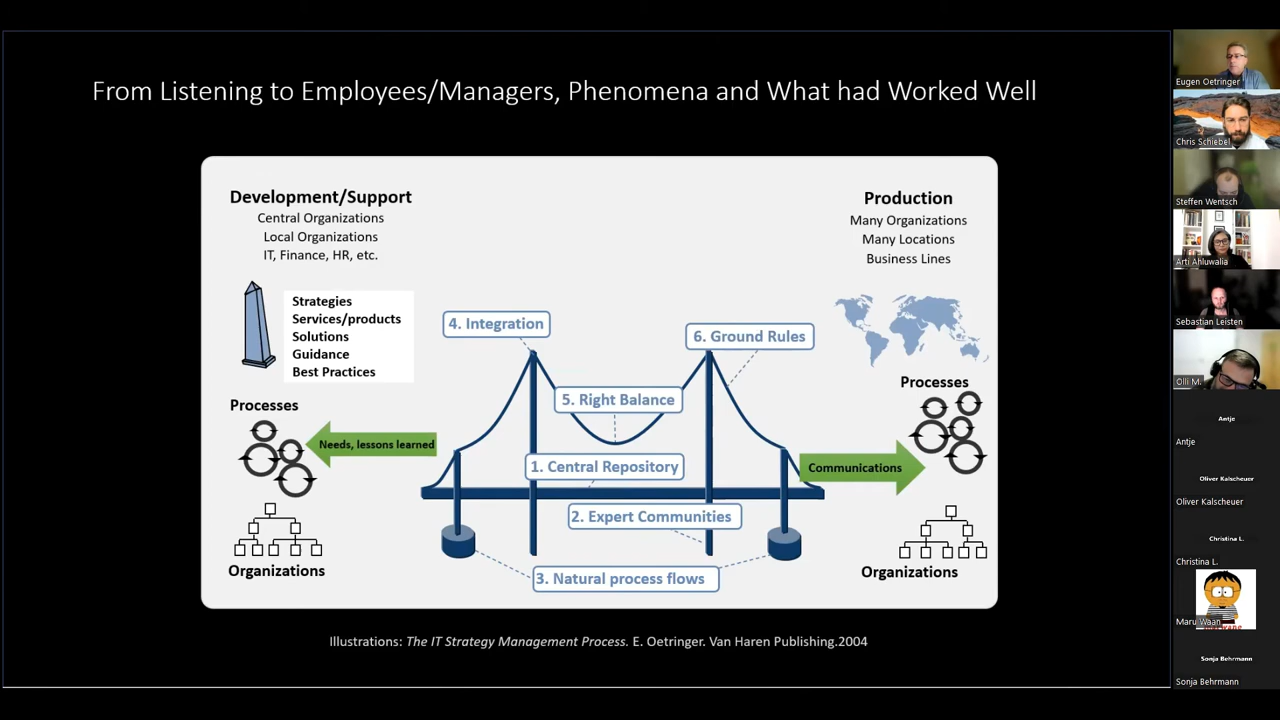 From Listening to Employees/Managers, Phenomena and What had Worked Well
Development/Support
Central Organizations
Local Organizations
IT, Finance, HR, etc.
Strategies
Services/products
Solutions
Guidance
Best Practices
Processes
Needs, lessons learned
Organizations
4. Integration
6. Ground Rules
5. Right Balance
1. Central Repository
2. Expert Communities
3. Natural process flows
Production
Many Organizations
Many Locations
Business Lines
Processes
Communications
Organizations
Illustrations: The IT Strategy Management Process. E. Oetringer. Van Haren Publishing.2004
Eugen Oetringer
Chris Schiebel
Steffen Wentsch
Arti Ahluwalia
Sebastian Leisten
Olli M.
Antje
Antje
Oliver Kalscheuer
Oliver Kalscheuer
Christina L.
Christina L.
Maru Waan
Sonja Behrmann
Sonja Behrmann